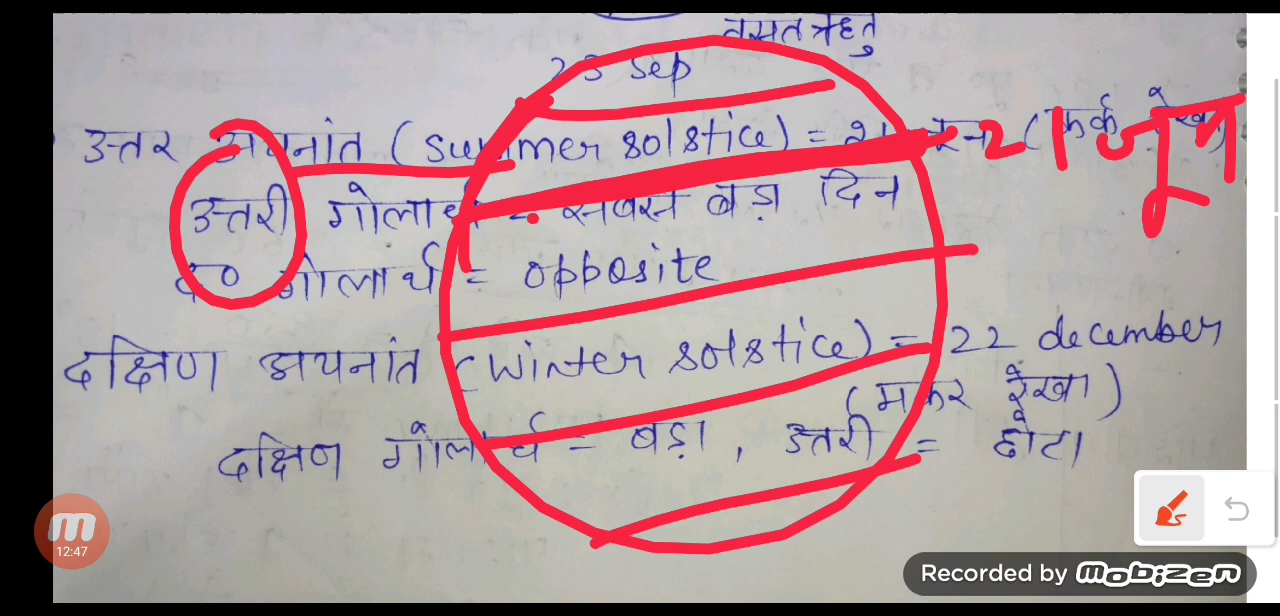 वसंत ऋतु
23 Sep
उत्तर अयनांत (Summer solstice) = 21 जून (कर्क रेखा)
21 जून
उत्तरी गोलार्ध = सबसे बड़ा दिन
द० गोलार्ध = opposite
दक्षिण अयनांत (Winter solstice) = 22 december
(मकर रेखा)
दक्षिण गोलार्ध = बड़ा, उत्तरी = छोटा
12:47
Recorded by mobizen